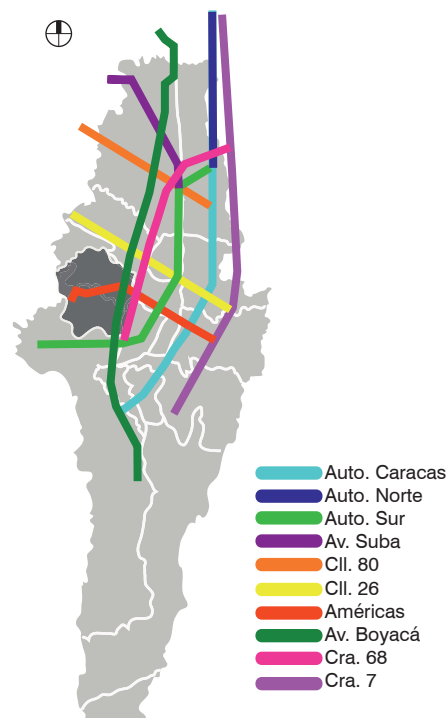 Auto. Caracas
Auto. Norte
Auto. Sur
Av. Suba
Cll. 80
Cll. 26
Américas
Av. Boyacá
Cra. 68
Cra. 7